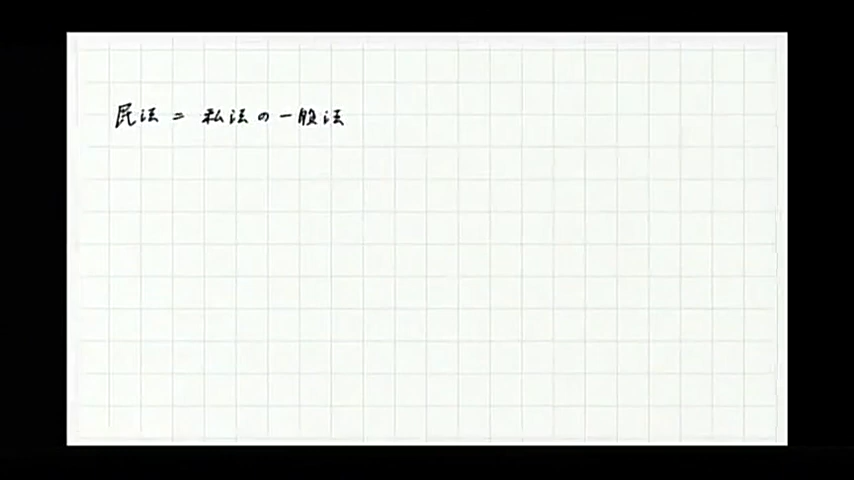 民法 = 私法の一般法